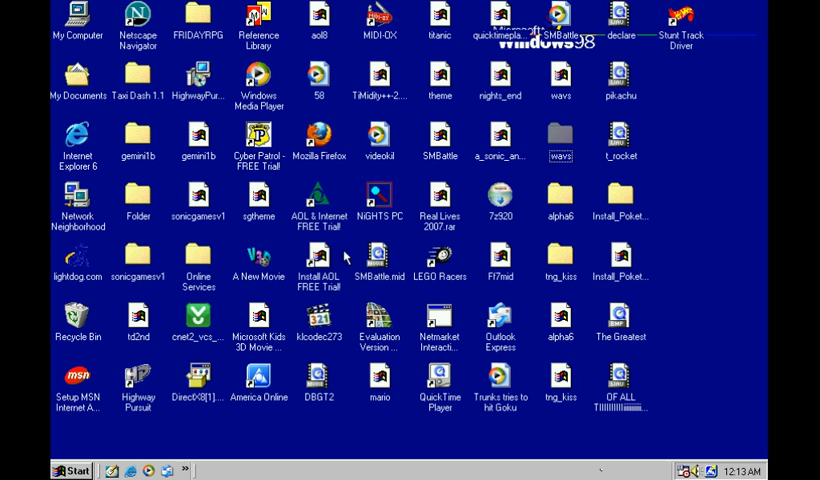 Microsoft
Windows98
My Computer
Netscape
Navigator
FRIDAYRPG
Reference
Library
aol8
MIDI-OX
titanic
quicktimepla...
SMBattle
declare
Stunt Track
Driver
My Documents
Taxi Dash 1.1
HighwayPur...
Windows
Media Player
58
TiMidity++-2....
theme
nights_end
wavs
pikachu
Internet
Explorer 6
gemini1b
gemini1b
Cyber Patrol -
FREE Trial!
Mozilla Firefox
videokil
SMBattle
a_sonic_an...
wavs
t_rocket
Network
Neighborhood
Folder
sonicgamesv1
sgtheme
AOL & Internet
FREE Trial!
NiGHTS PC
Real Lives
2007.rar
7z920
alpha6
Install_Poket...
lightdog.com
sonicgamesv1
Online
Services
A New Movie
Install AOL
FREE Trial!
SMBattle.mid
LEGO Racers
Ff7mid
tng_kiss
Install_Poket...
Recycle Bin
td2nd
cnet2_vcs_...
Microsoft Kids
3D Movie ...
klcodec273
Evaluation
Version ...
Netmarket
Interacti...
Outlook
Express
alpha6
The Greatest
Setup MSN
Internet A...
Highway
Pursuit
DirectX8[1]....
America Online
DBGT2
mario
QuickTime
Player
Trunks tries to
hit Goku
tng_kiss
OF ALL
Start
12:13 AM